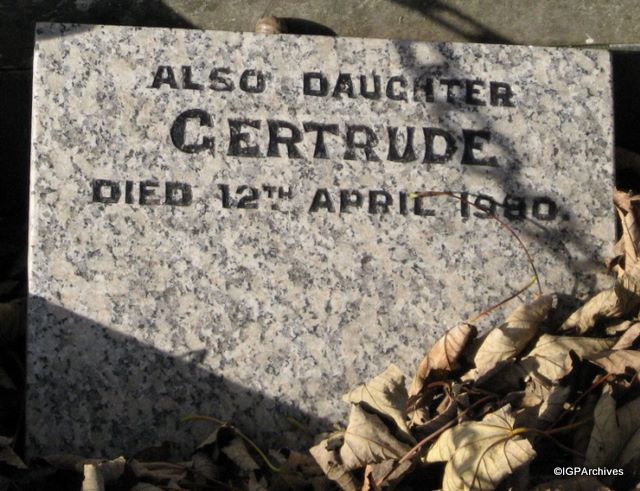 ALSO DAUGHTER
GERTRUDE
DIED 12TH APRIL 1980.
©IGPArchives